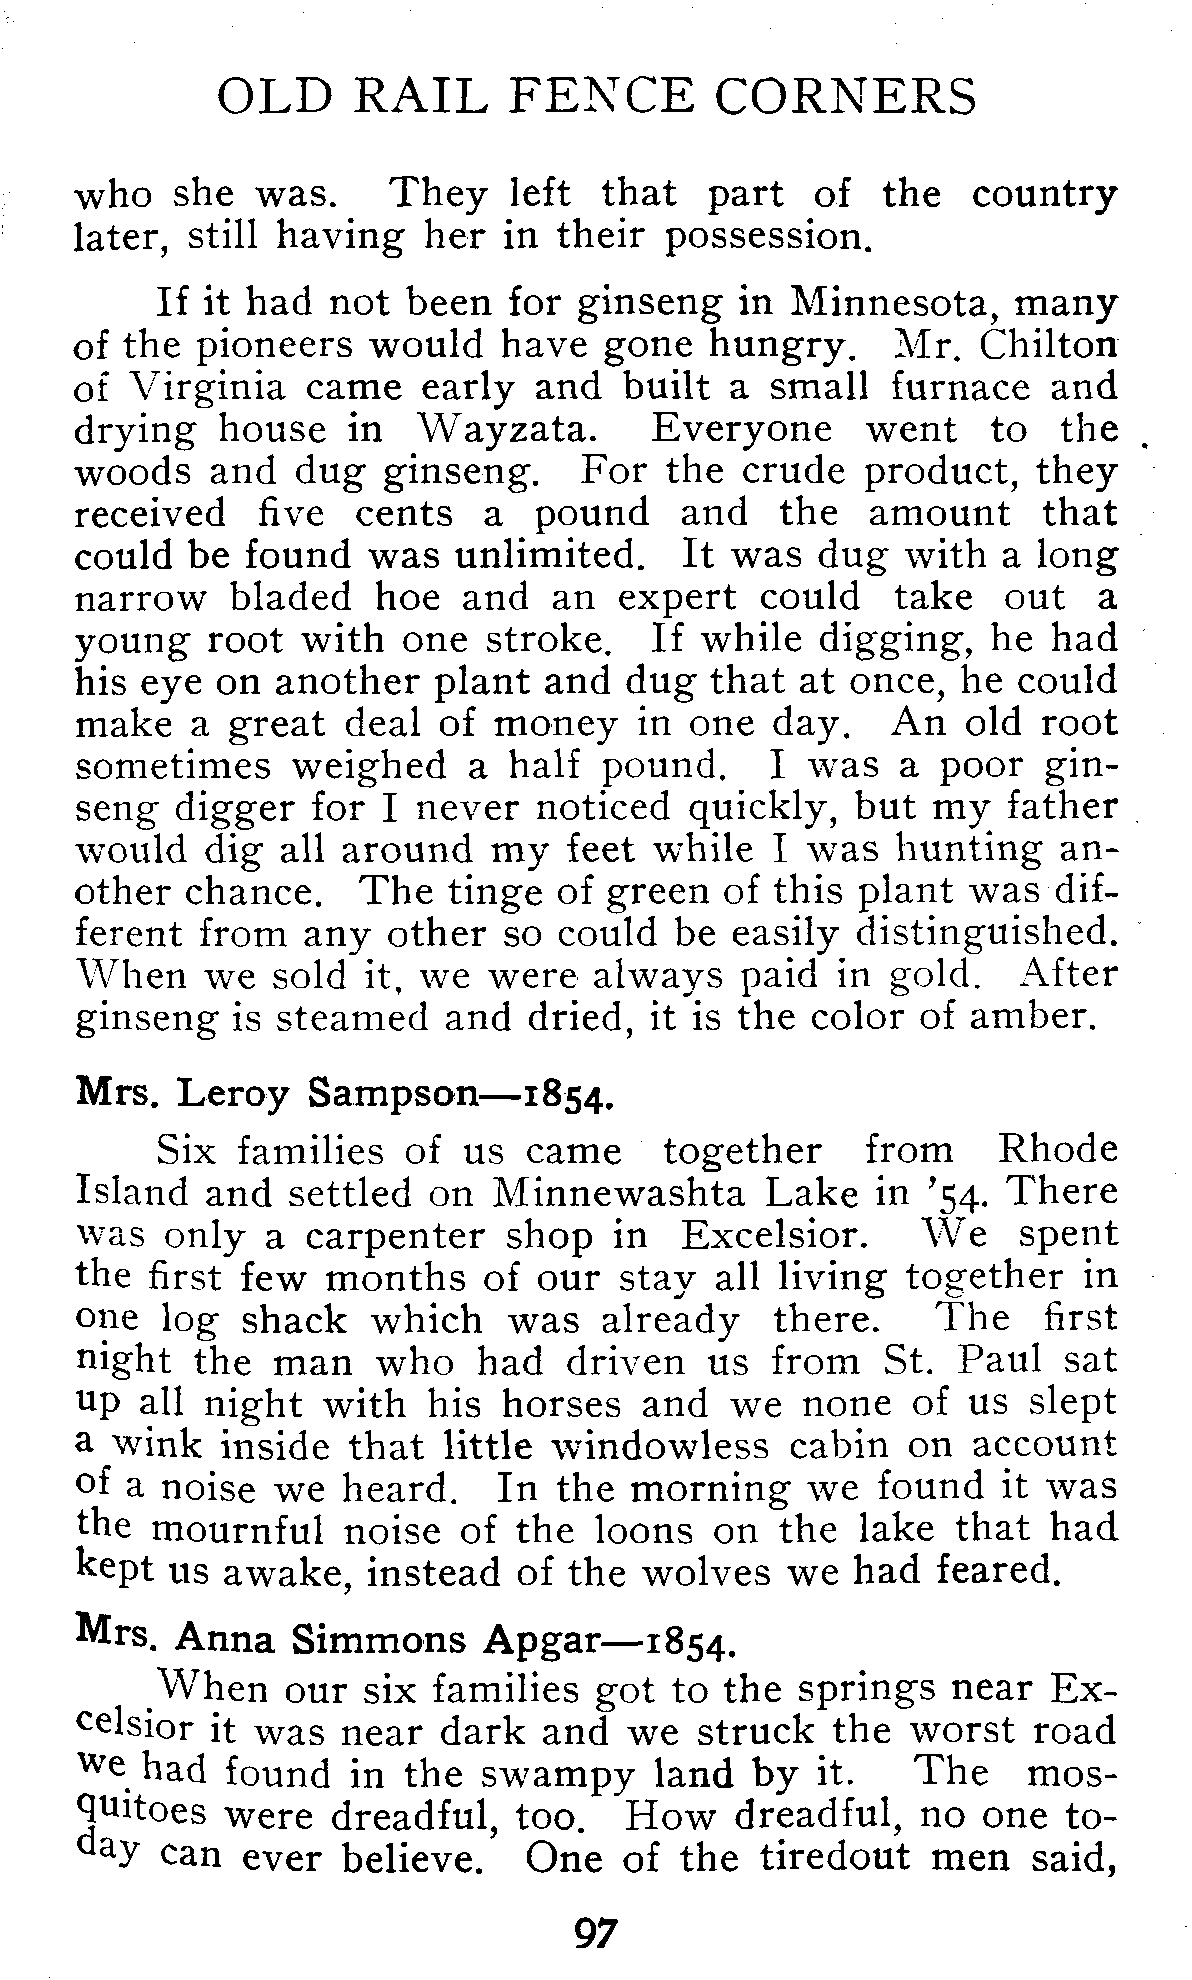 OLD RAIL FENCE CORNERS
who she was. They left that part of the country
later, still having her in their possession.
If it had not been for ginseng in Minnesota, many
of the pioneers would have gone hungry. Mr. Chilton
of Virginia came early and built a small furnace and
drying house in Wayzata. Everyone went to the
woods and dug ginseng. For the crude product, they
received five cents a pound and the amount that
could be found was unlimited. It was dug with a long
narrow bladed hoe and an expert could take out a
young root with one stroke. If while digging, he had
his eye on another plant and dug that at once, he could
make a great deal of money in one day. An old root
sometimes weighed a half pound. I was a poor gin-
seng digger for I never noticed quickly, but my father
would dig all around my feet while I was hunting an-
other chance. The tinge of green of this plant was dif-
ferent from any other so could be easily distinguished.
When we sold it, we were always paid in gold. After
ginseng is steamed and dried, it is the color of amber.
Mrs. Leroy Sampson—1854.
Six families of us came together from Rhode
Island and settled on Minnewashta Lake in ’54. There
was only a carpenter shop in Excelsior. We spent
the first few months of our stay all living together in
one log shack which was already there. The first
night the man who had driven us from St. Paul sat
up all night with his horses and we none of us slept
a wink inside that little windowless cabin on account
of a noise we heard. In the morning we found it was
the mournful noise of the loons on the lake that had
kept us awake, instead of the wolves we had feared.
Mrs. Anna Simmons Apgar—1854.
When our six families got to the springs near Ex-
celsior it was near dark and we struck the worst road
we had found in the swampy land by it. The mos-
quitoes were dreadful, too. How dreadful, no one to-
day can ever believe. One of the tiredout men said,
97